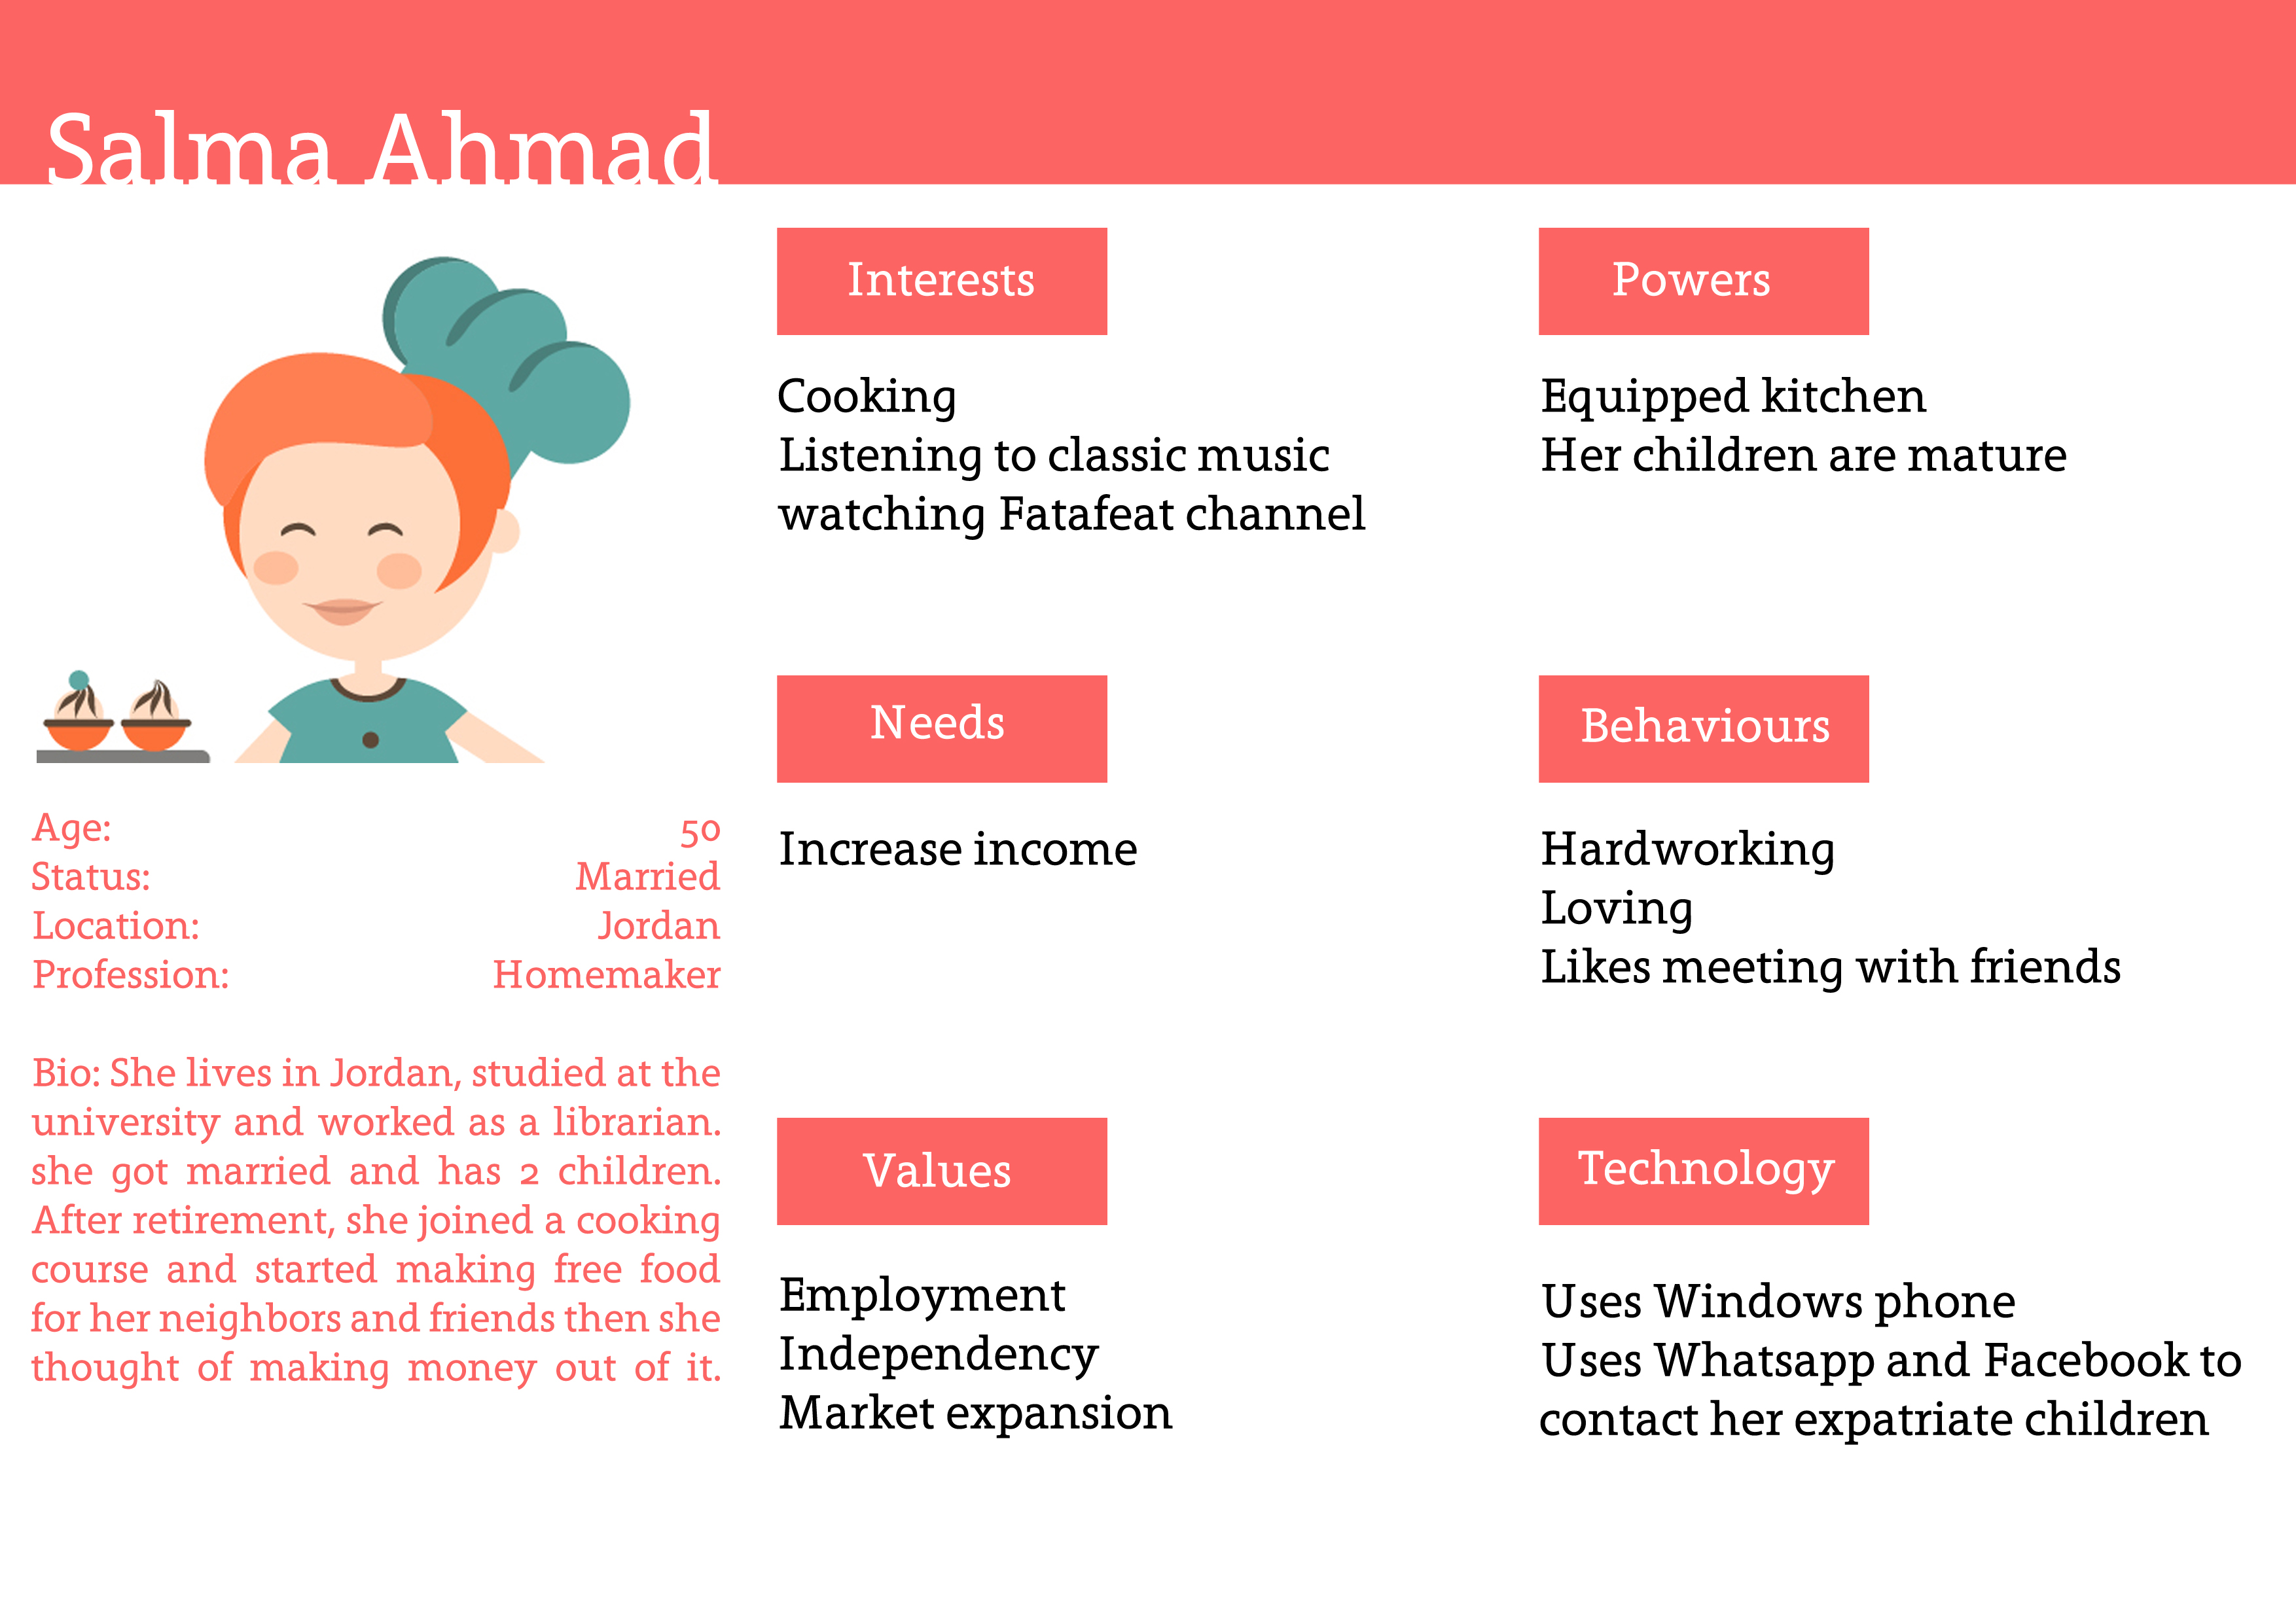 Salma Ahmad
Age: 50
Status: Married
Location: Jordan
Profession: Homemaker
Bio: She lives in Jordan, studied at the
university and worked as a librarian.
she got married and has 2 children.
After retirement, she joined a cooking
course and started making free food
for her neighbors and friends then she
thought of making money out of it.
Interests
Cooking
Listening to classic music
watching Fatafeat channel
Needs
Increase income
Values
Employment
Independency
Market expansion
Powers
Equipped kitchen
Her children are mature
Behaviours
Hardworking
Loving
Likes meeting with friends
Technology
Uses Windows phone
Uses Whatsapp and Facebook to
contact her expatriate children